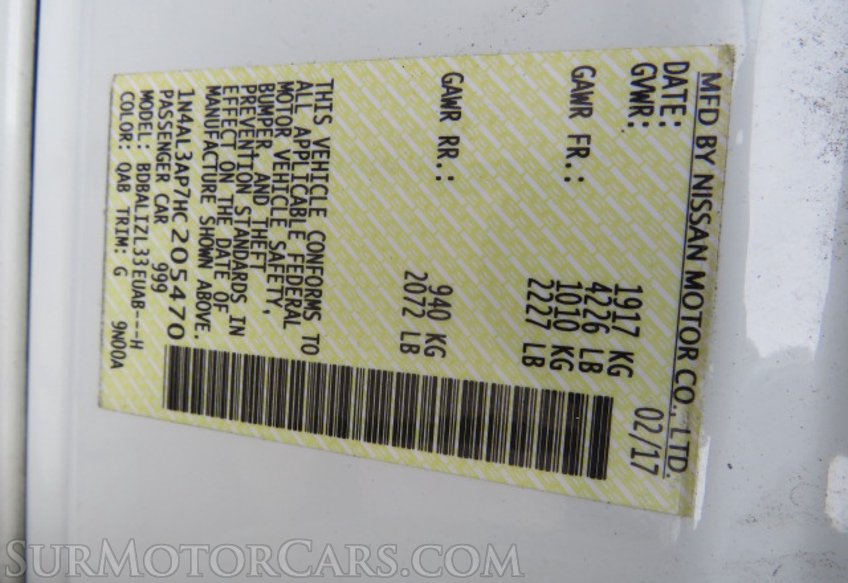 MFD BY NISSAN MOTOR CO., LTD.
DATE: 02/17
GVWR: 1917 KG
4226 LB
GAWR FR.: 1010 KG
2227 LB
GAWR RR.: 940 KG
2072 LB
THIS VEHICLE CONFORMS TO
ALL APPLICABLE FEDERAL
MOTOR VEHICLE SAFETY,
BUMPER, AND THEFT
PREVENTION STANDARDS IN
EFFECT ON THE DATE OF
MANUFACTURE SHOWN ABOVE.
1N4AL3AP7HC205470
PASSENGER CAR 999
MODEL: BDBALIZL33EUAB---H
COLOR: QAB TRIM: G 9N00A
SURMOTORCARS.COM